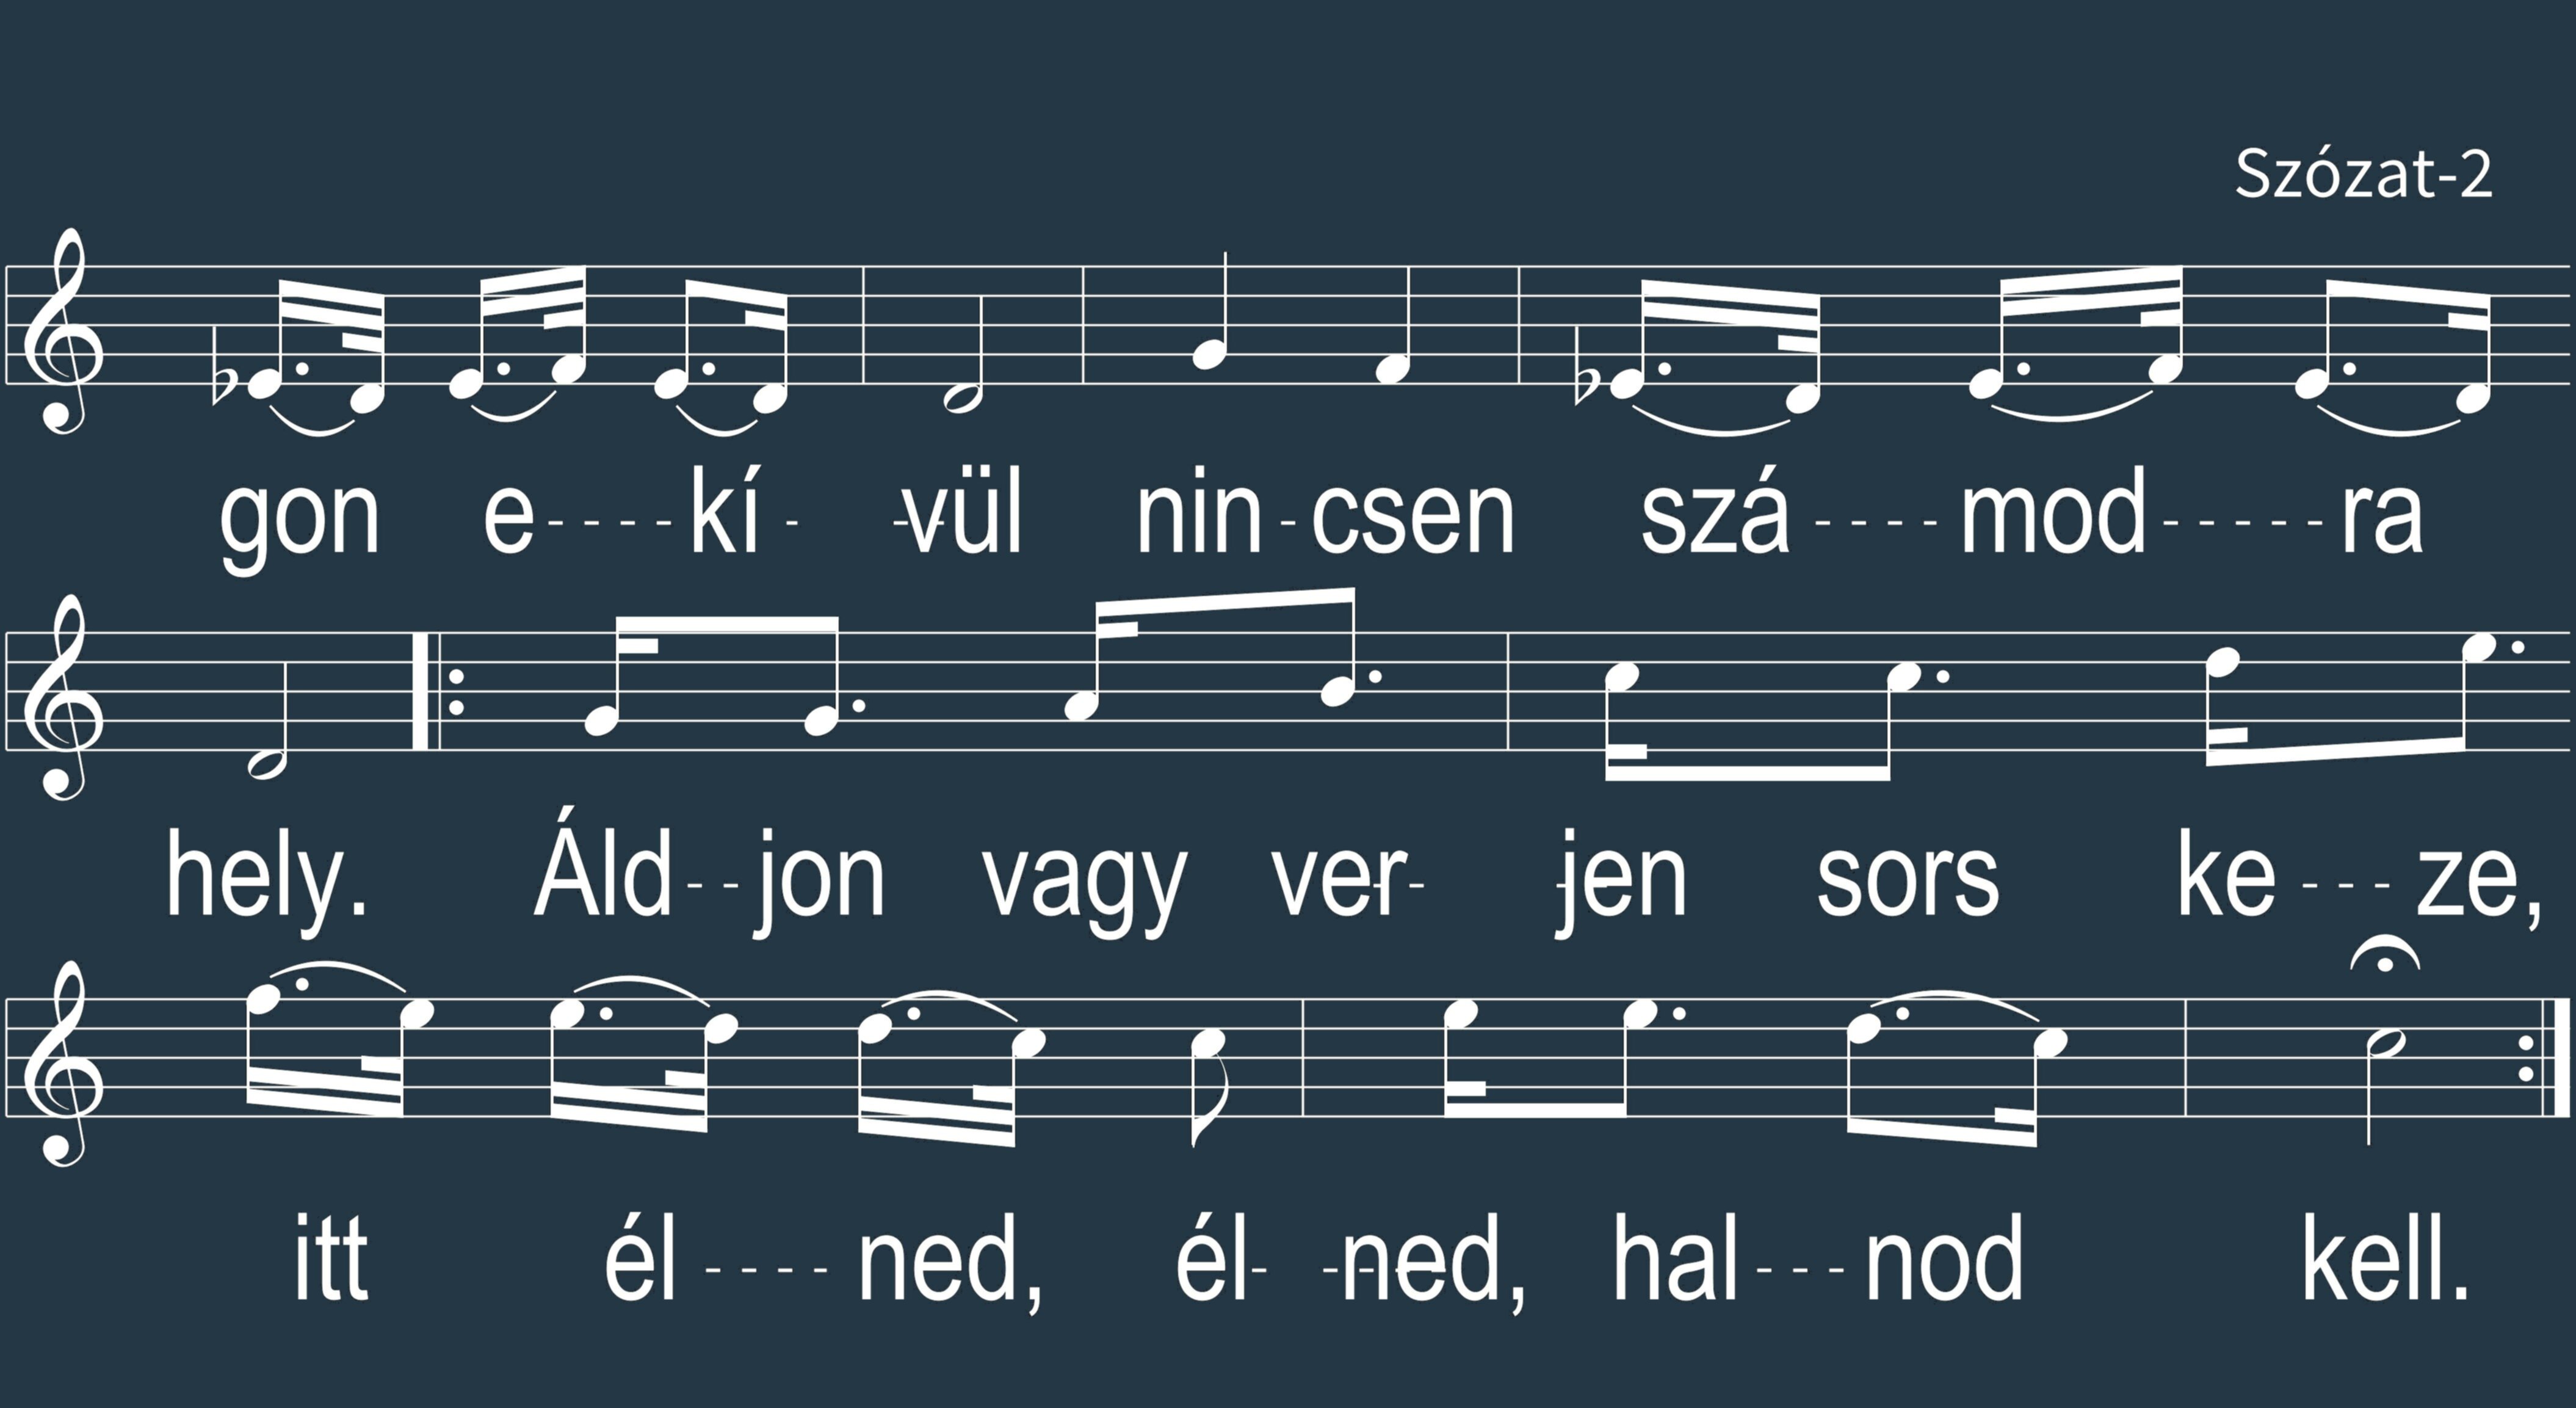 Szózat-2
gon e----kí- -vül nin-csen szá----mod-----ra
hely. Áld--jon vagy ver-- -jen sors ke---ze,
itt él----ned, él- --ned, hal---nod kell.